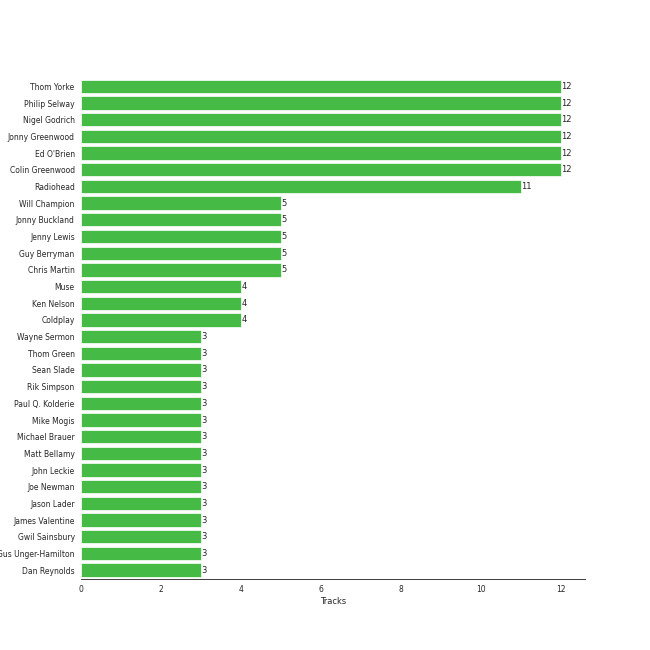 Thom Yorke 12
Philip Selway 12
Nigel Godrich 12
Jonny Greenwood 12
Ed O'Brien 12
Colin Greenwood 12
Radiohead 11
Will Champion 5
Jonny Buckland 5
Jenny Lewis 5
Guy Berryman 5
Chris Martin 5
Muse 4
Ken Nelson 4
Coldplay 4
Wayne Sermon 3
Thom Green 3
Sean Slade 3
Rik Simpson 3
Paul Q. Kolderie 3
Mike Mogis 3
Michael Brauer 3
Matt Bellamy 3
John Leckie 3
Joe Newman 3
Jason Lader 3
James Valentine 3
Gwil Sainsbury 3
Gus Unger-Hamilton 3
Dan Reynolds 3
0 2 4 6 8 10 12
Tracks